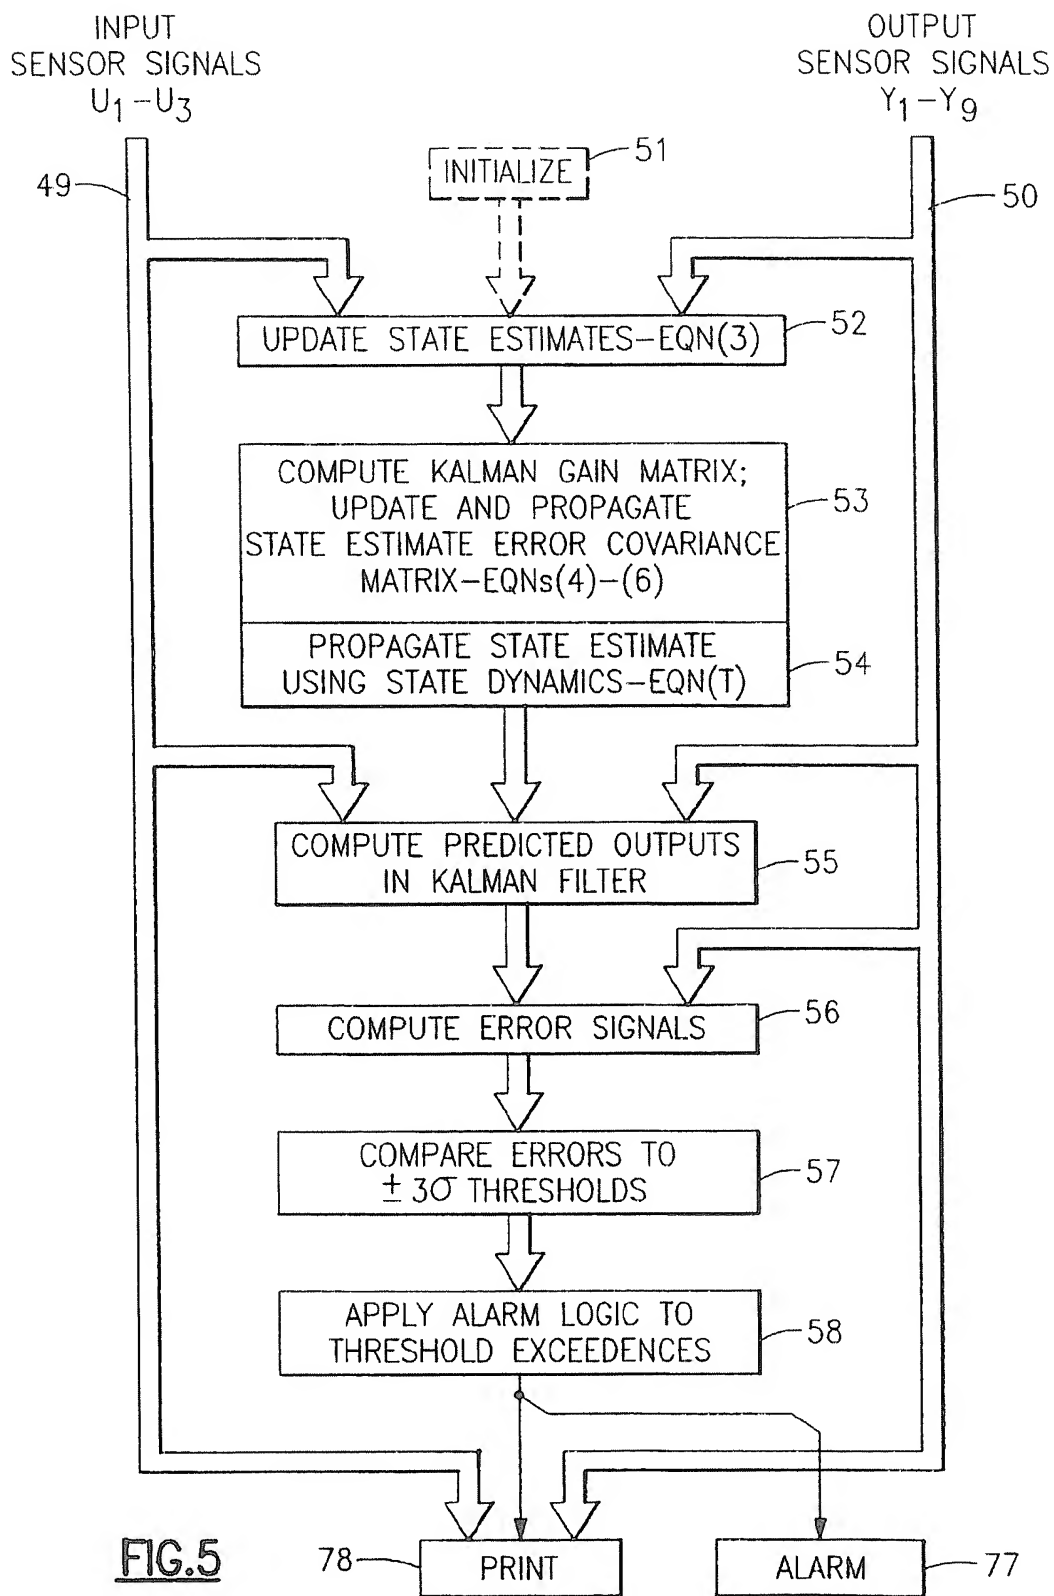 INPUT
SENSOR SIGNALS
U1-U3
OUTPUT
SENSOR SIGNALS
Y1-Y9
51
INITIALIZE
49
50
52
UPDATE STATE ESTIMATES-EQN(3)
COMPUTE KALMAN GAIN MATRIX;
UPDATE AND PROPAGATE
STATE ESTIMATE ERROR COVARIANCE
MATRIX-EQNs(4)-(6)
53
PROPAGATE STATE ESTIMATE
USING STATE DYNAMICS-EQN(T)
54
COMPUTE PREDICTED OUTPUTS
IN KALMAN FILTER
55
COMPUTE ERROR SIGNALS
56
COMPARE ERRORS TO
±3σ THRESHOLDS
57
APPLY ALARM LOGIC TO
THRESHOLD EXCEEDENCES
58
FIG.5
78
PRINT
ALARM
77